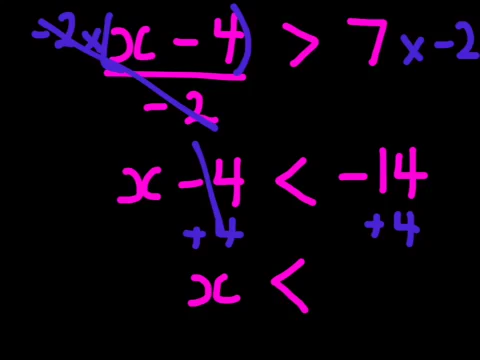 -2 x (x - 4) > 7 x -2
-2
x - 4 < -14
+ 4 + 4
x <